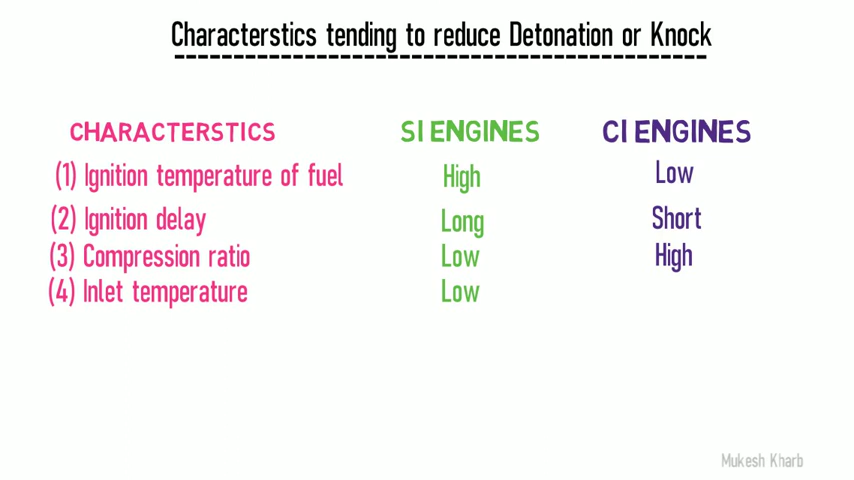 Characterstics tending to reduce Detonation or Knock
CHARACTERSTICS SI ENGINES CI ENGINES
(1) Ignition temperature of fuel High Low
(2) Ignition delay Long Short
(3) Compression ratio Low High
(4) Inlet temperature Low
Mukesh Kharb